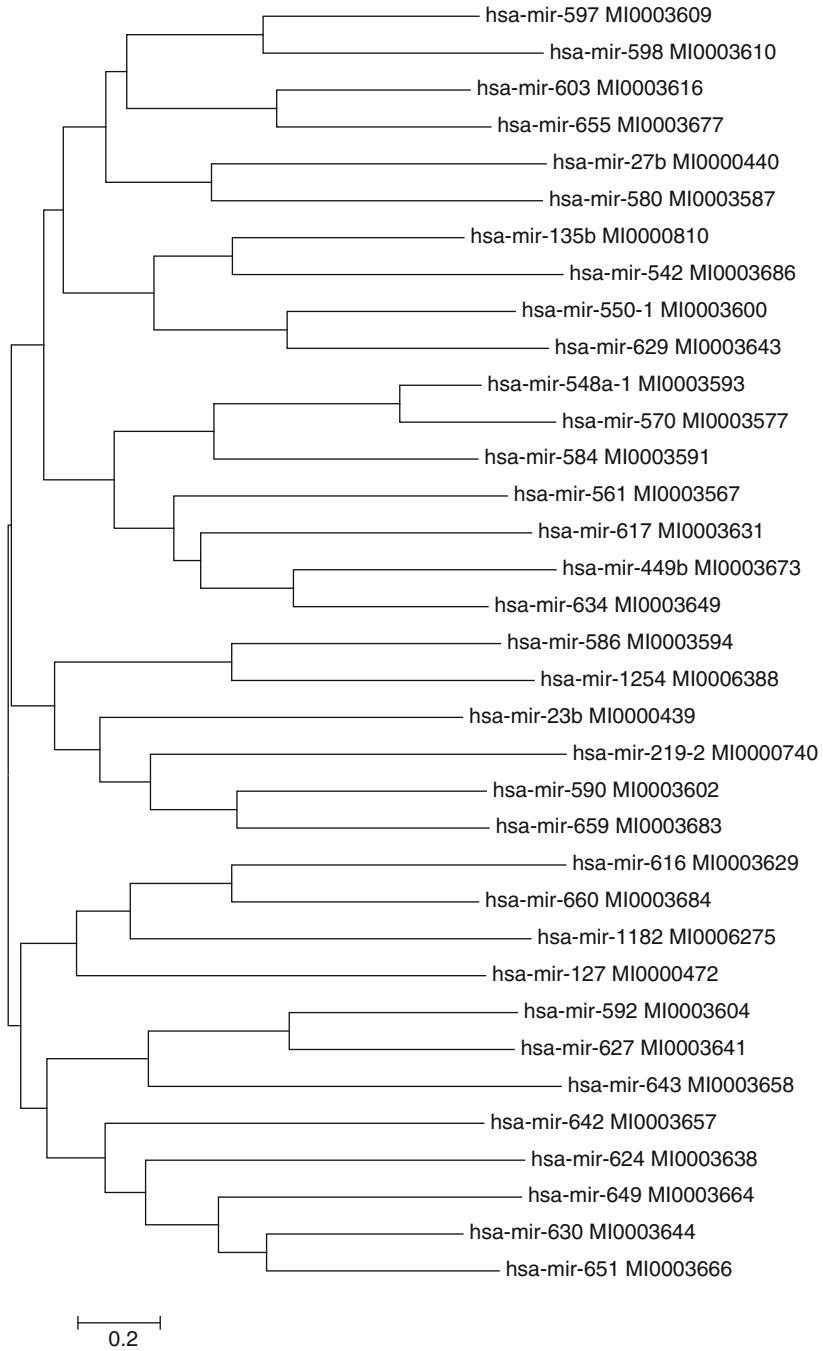 hsa-mir-597 MI0003609
hsa-mir-598 MI0003610
hsa-mir-603 MI0003616
hsa-mir-655 MI0003677
hsa-mir-27b MI0000440
hsa-mir-580 MI0003587
hsa-mir-135b MI0000810
hsa-mir-542 MI0003686
hsa-mir-550-1 MI0003600
hsa-mir-629 MI0003643
hsa-mir-548a-1 MI0003593
hsa-mir-570 MI0003577
hsa-mir-584 MI0003591
hsa-mir-561 MI0003567
hsa-mir-617 MI0003631
hsa-mir-449b MI0003673
hsa-mir-634 MI0003649
hsa-mir-586 MI0003594
hsa-mir-1254 MI0006388
hsa-mir-23b MI0000439
hsa-mir-219-2 MI0000740
hsa-mir-590 MI0003602
hsa-mir-659 MI0003683
hsa-mir-616 MI0003629
hsa-mir-660 MI0003684
hsa-mir-1182 MI0006275
hsa-mir-127 MI0000472
hsa-mir-592 MI0003604
hsa-mir-627 MI0003641
hsa-mir-643 MI0003658
hsa-mir-642 MI0003657
hsa-mir-624 MI0003638
hsa-mir-649 MI0003664
hsa-mir-630 MI0003644
hsa-mir-651 MI0003666
0.2